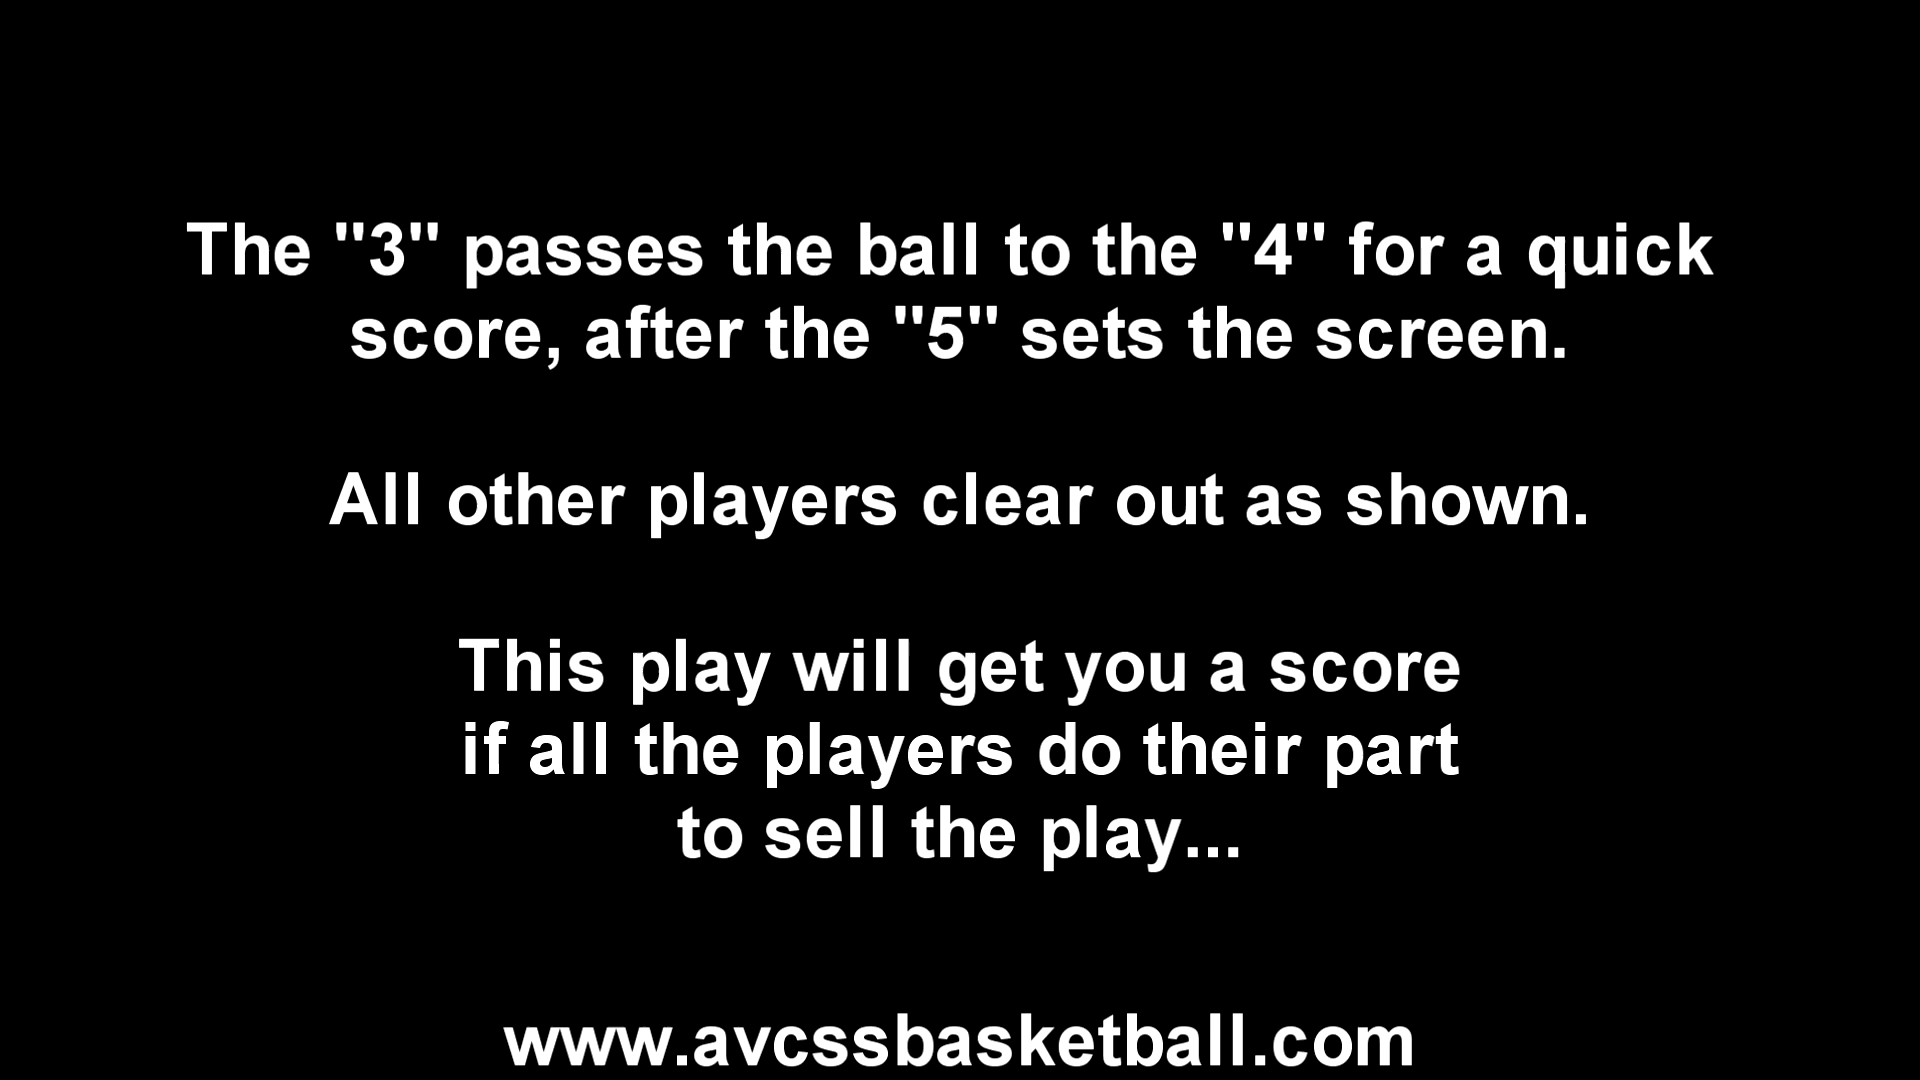 The "3" passes the ball to the "4" for a quick
score, after the "5" sets the screen.
All other players clear out as shown.
This play will get you a score
if all the players do their part
to sell the play...
www.avcssbasketball.com